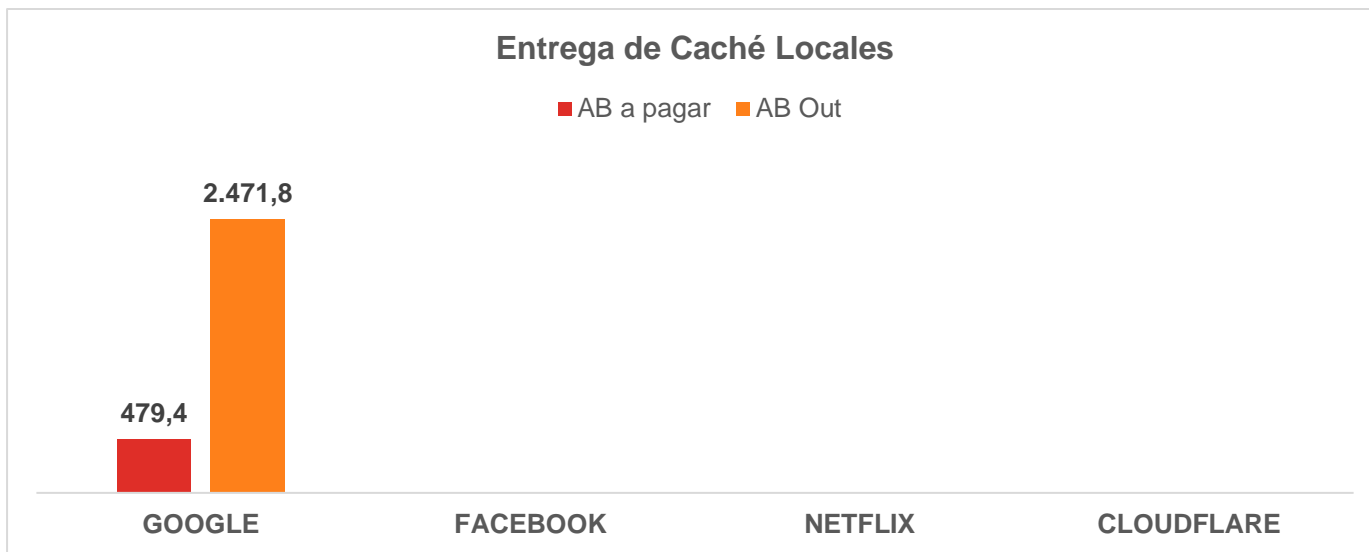 Entrega de Caché Locales
AB a pagar AB Out
2.471,8
479,4
GOOGLE FACEBOOK NETFLIX CLOUDFLARE